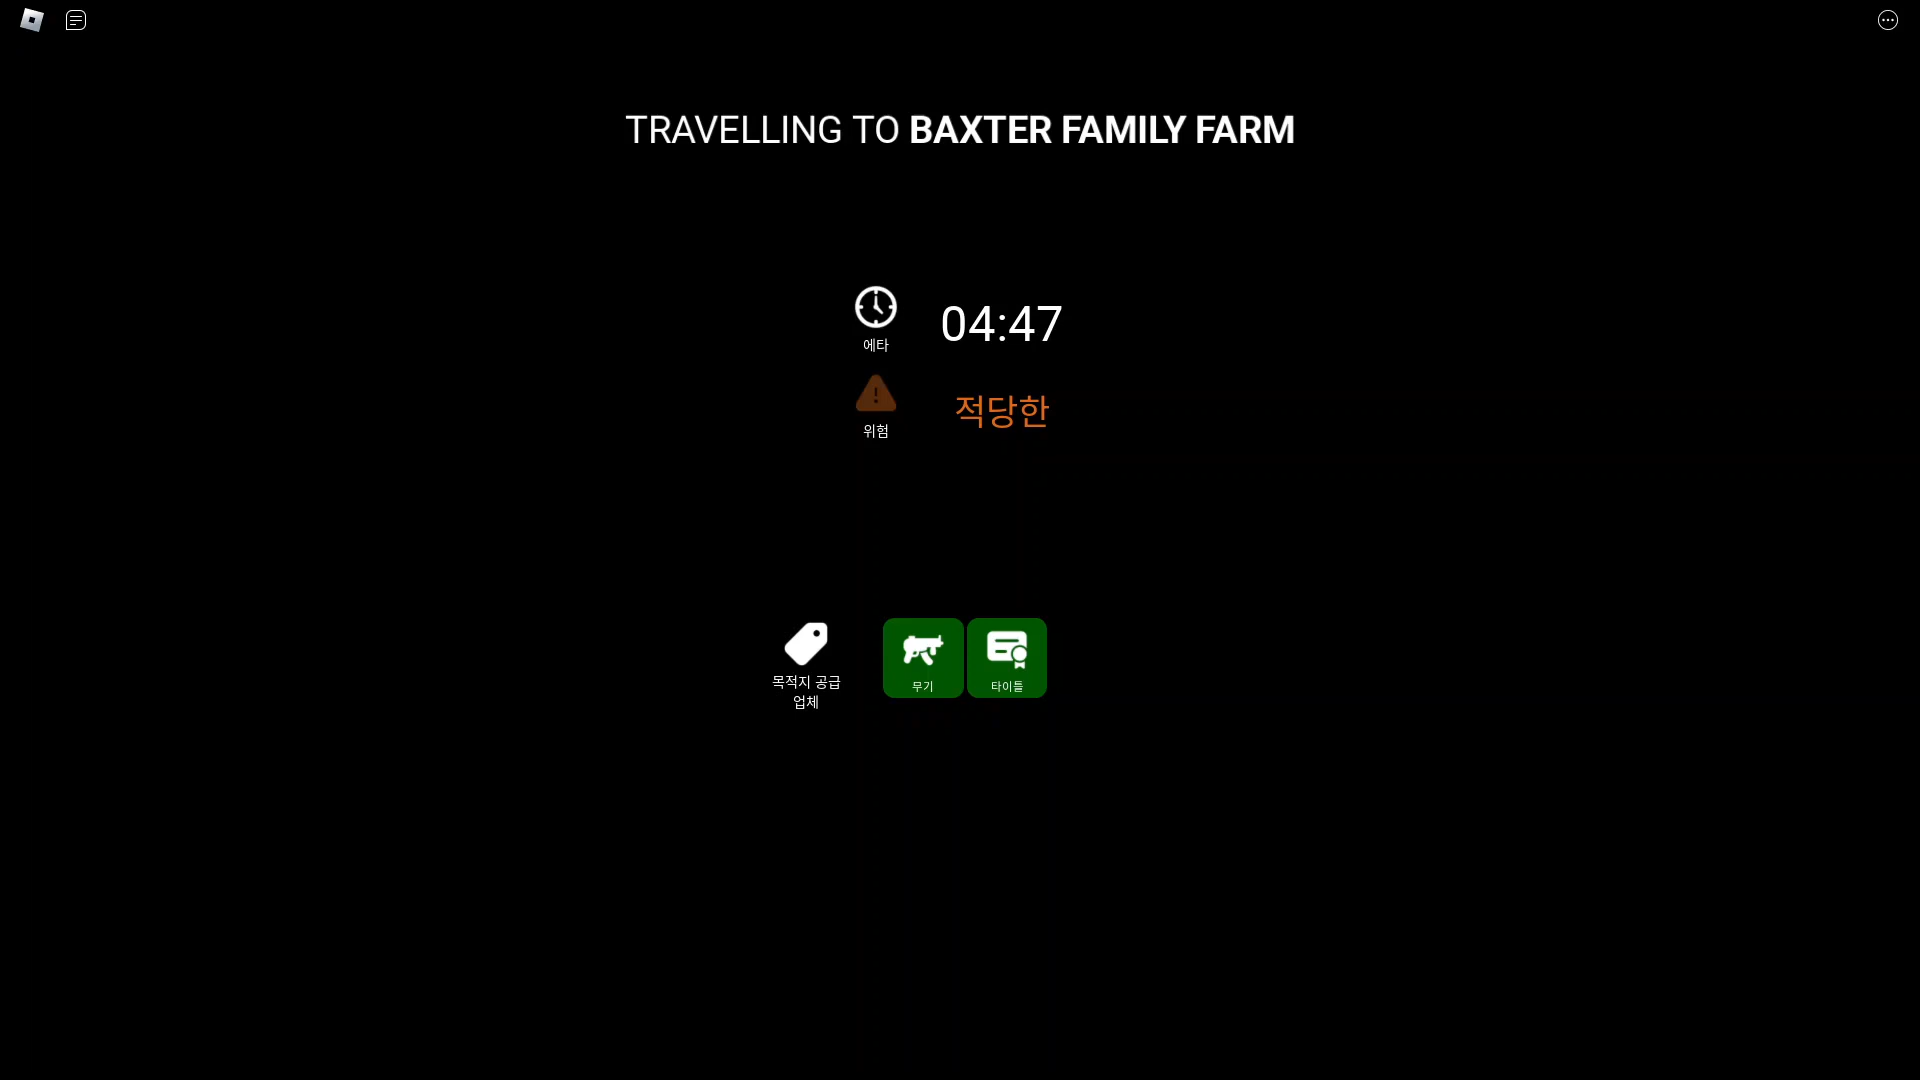 TRAVELLING TO BAXTER FAMILY FARM
에타
04:47
위험
적당한
목적지 공급
업체
무기
타이틀